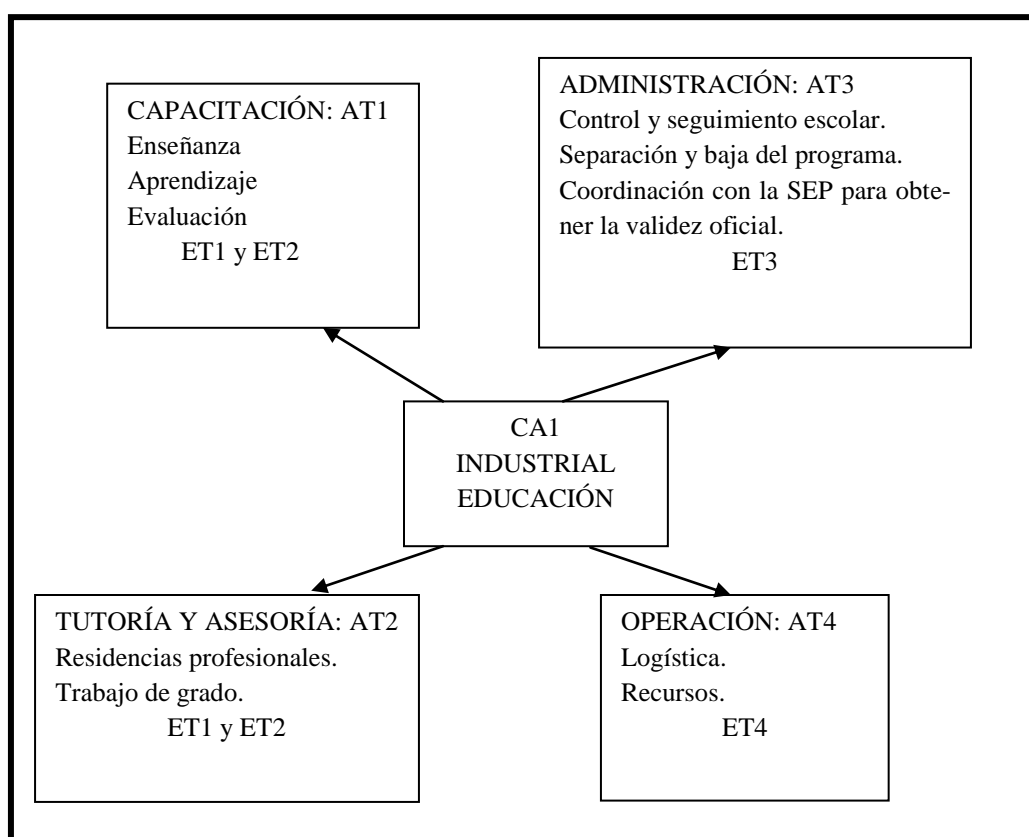 CAPACITACIÓN: AT1
Enseñanza
Aprendizaje
Evaluación
ET1 y ET2
ADMINISTRACIÓN: AT3
Control y seguimiento escolar.
Separación y baja del programa.
Coordinación con la SEP para obte-
ner la validez oficial.
ET3
CA1
INDUSTRIAL
EDUCACIÓN
TUTORÍA Y ASESORÍA: AT2
Residencias profesionales.
Trabajo de grado.
ET1 y ET2
OPERACIÓN: AT4
Logística.
Recursos.
ET4